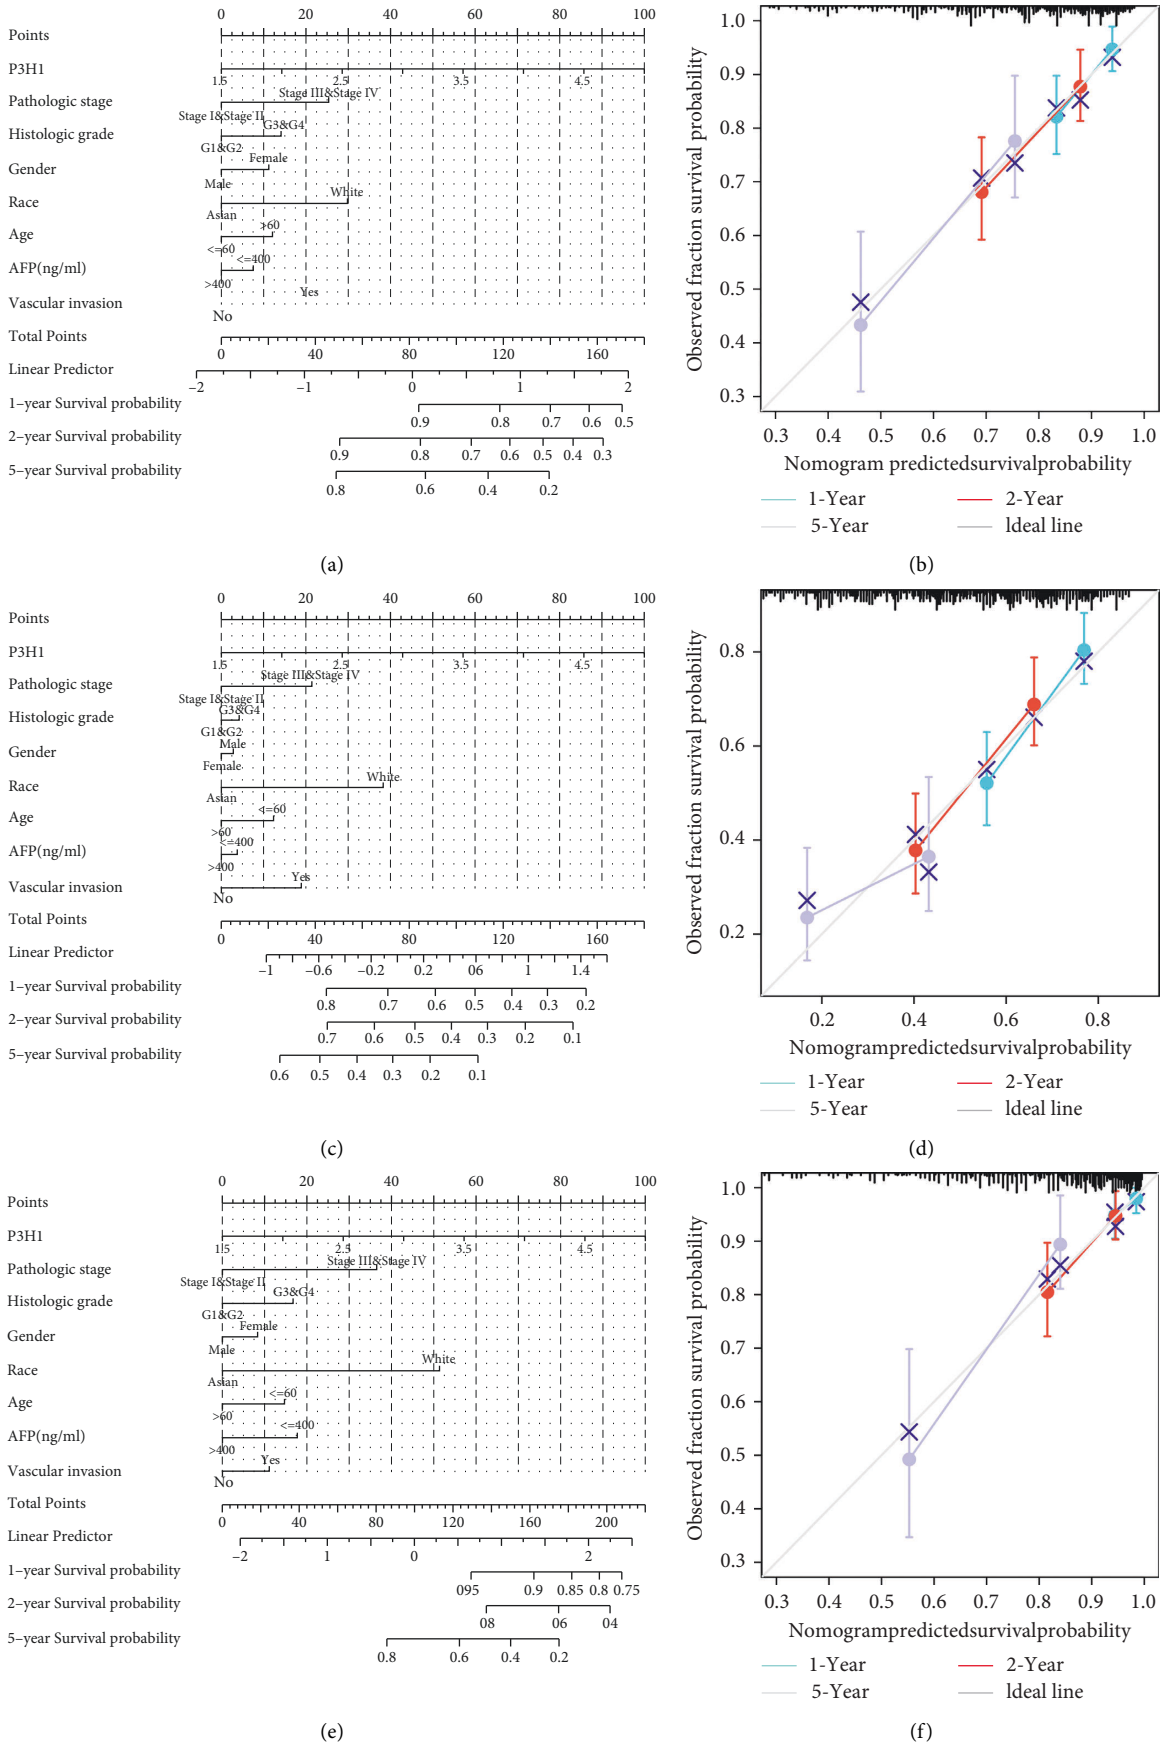 0 20 40 60 80 100
Points
P3H1
1.5 2.5 3.5 4.5
Stage III&Stage IV
Pathologic stage
Stage I&Stage II
G3&G4
Histologic grade
G1&G2
Female
Gender
Male
White
Race
Asian
>60
Age
<=60
<=400
AFP(ng/ml)
>400
Yes
Vascular invasion
No
Total Points
0 40 80 120 160
Linear Predictor
−2 −1 0 1 2
1−year Survival probability
0.9 0.8 0.7 0.6 0.5
2−year Survival probability
0.9 0.8 0.7 0.6 0.5 0.4 0.3
5−year Survival probability
0.8 0.6 0.4 0.2
(a)
Observed fraction survival probability
1.0
0.9
0.8
0.7
0.6
0.5
0.4
0.3
0.3 0.4 0.5 0.6 0.7 0.8 0.9 1.0
Nomogram predictedsurvivalprobability
1-Year 2-Year
5-Year ldeal line
(b)
0 20 40 60 80 100
Points
P3H1
1.5 2.5 3.5 4.5
Stage III&Stage IV
Pathologic stage
Stage I&Stage II
G3&G4
Histologic grade
G1&G2
Male
Gender
Female
White
Race
Asian
<=60
Age
>60
<=400
AFP(ng/ml)
>400
Yes
Vascular invasion
No
Total Points
0 40 80 120 160
Linear Predictor
−1 −0.6 −0.2 0.2 06 1 1.4
1−year Survival probability
0.8 0.7 0.6 0.5 0.4 0.3 0.2
2−year Survival probability
0.7 0.6 0.5 0.4 0.3 0.2 0.1
5−year Survival probability
0.6 0.5 0.4 0.3 0.2 0.1
(c)
Observed fraction survival probability
0.8
0.6
0.4
0.2
0.2 0.4 0.6 0.8
Nomogrampredictedsurvivalprobability
1-Year 2-Year
5-Year ldeal line
(d)
0 20 40 60 80 100
Points
P3H1
1.5 2.5 3.5 4.5
Stage III&Stage IV
Pathologic stage
Stage I&Stage II
G3&G4
Histologic grade
G1&G2
Female
Gender
Male
White
Race
Asian
<=60
Age
>60
<=400
AFP(ng/ml)
>400
Yes
Vascular invasion
No
Total Points
0 40 80 120 160 200
Linear Predictor
−2 1 0 2
1−year Survival probability
095 0.9 0.85 0.8 0.75
2−year Survival probability
08 06 04
5−year Survival probability
0.8 0.6 0.4 0.2
(e)
Observed fraction survival probability
1.0
0.9
0.8
0.7
0.6
0.5
0.4
0.3
0.3 0.4 0.5 0.6 0.7 0.8 0.9 1.0
Nomogrampredictedsurvivalprobability
1-Year 2-Year
5-Year ldeal line
(f)